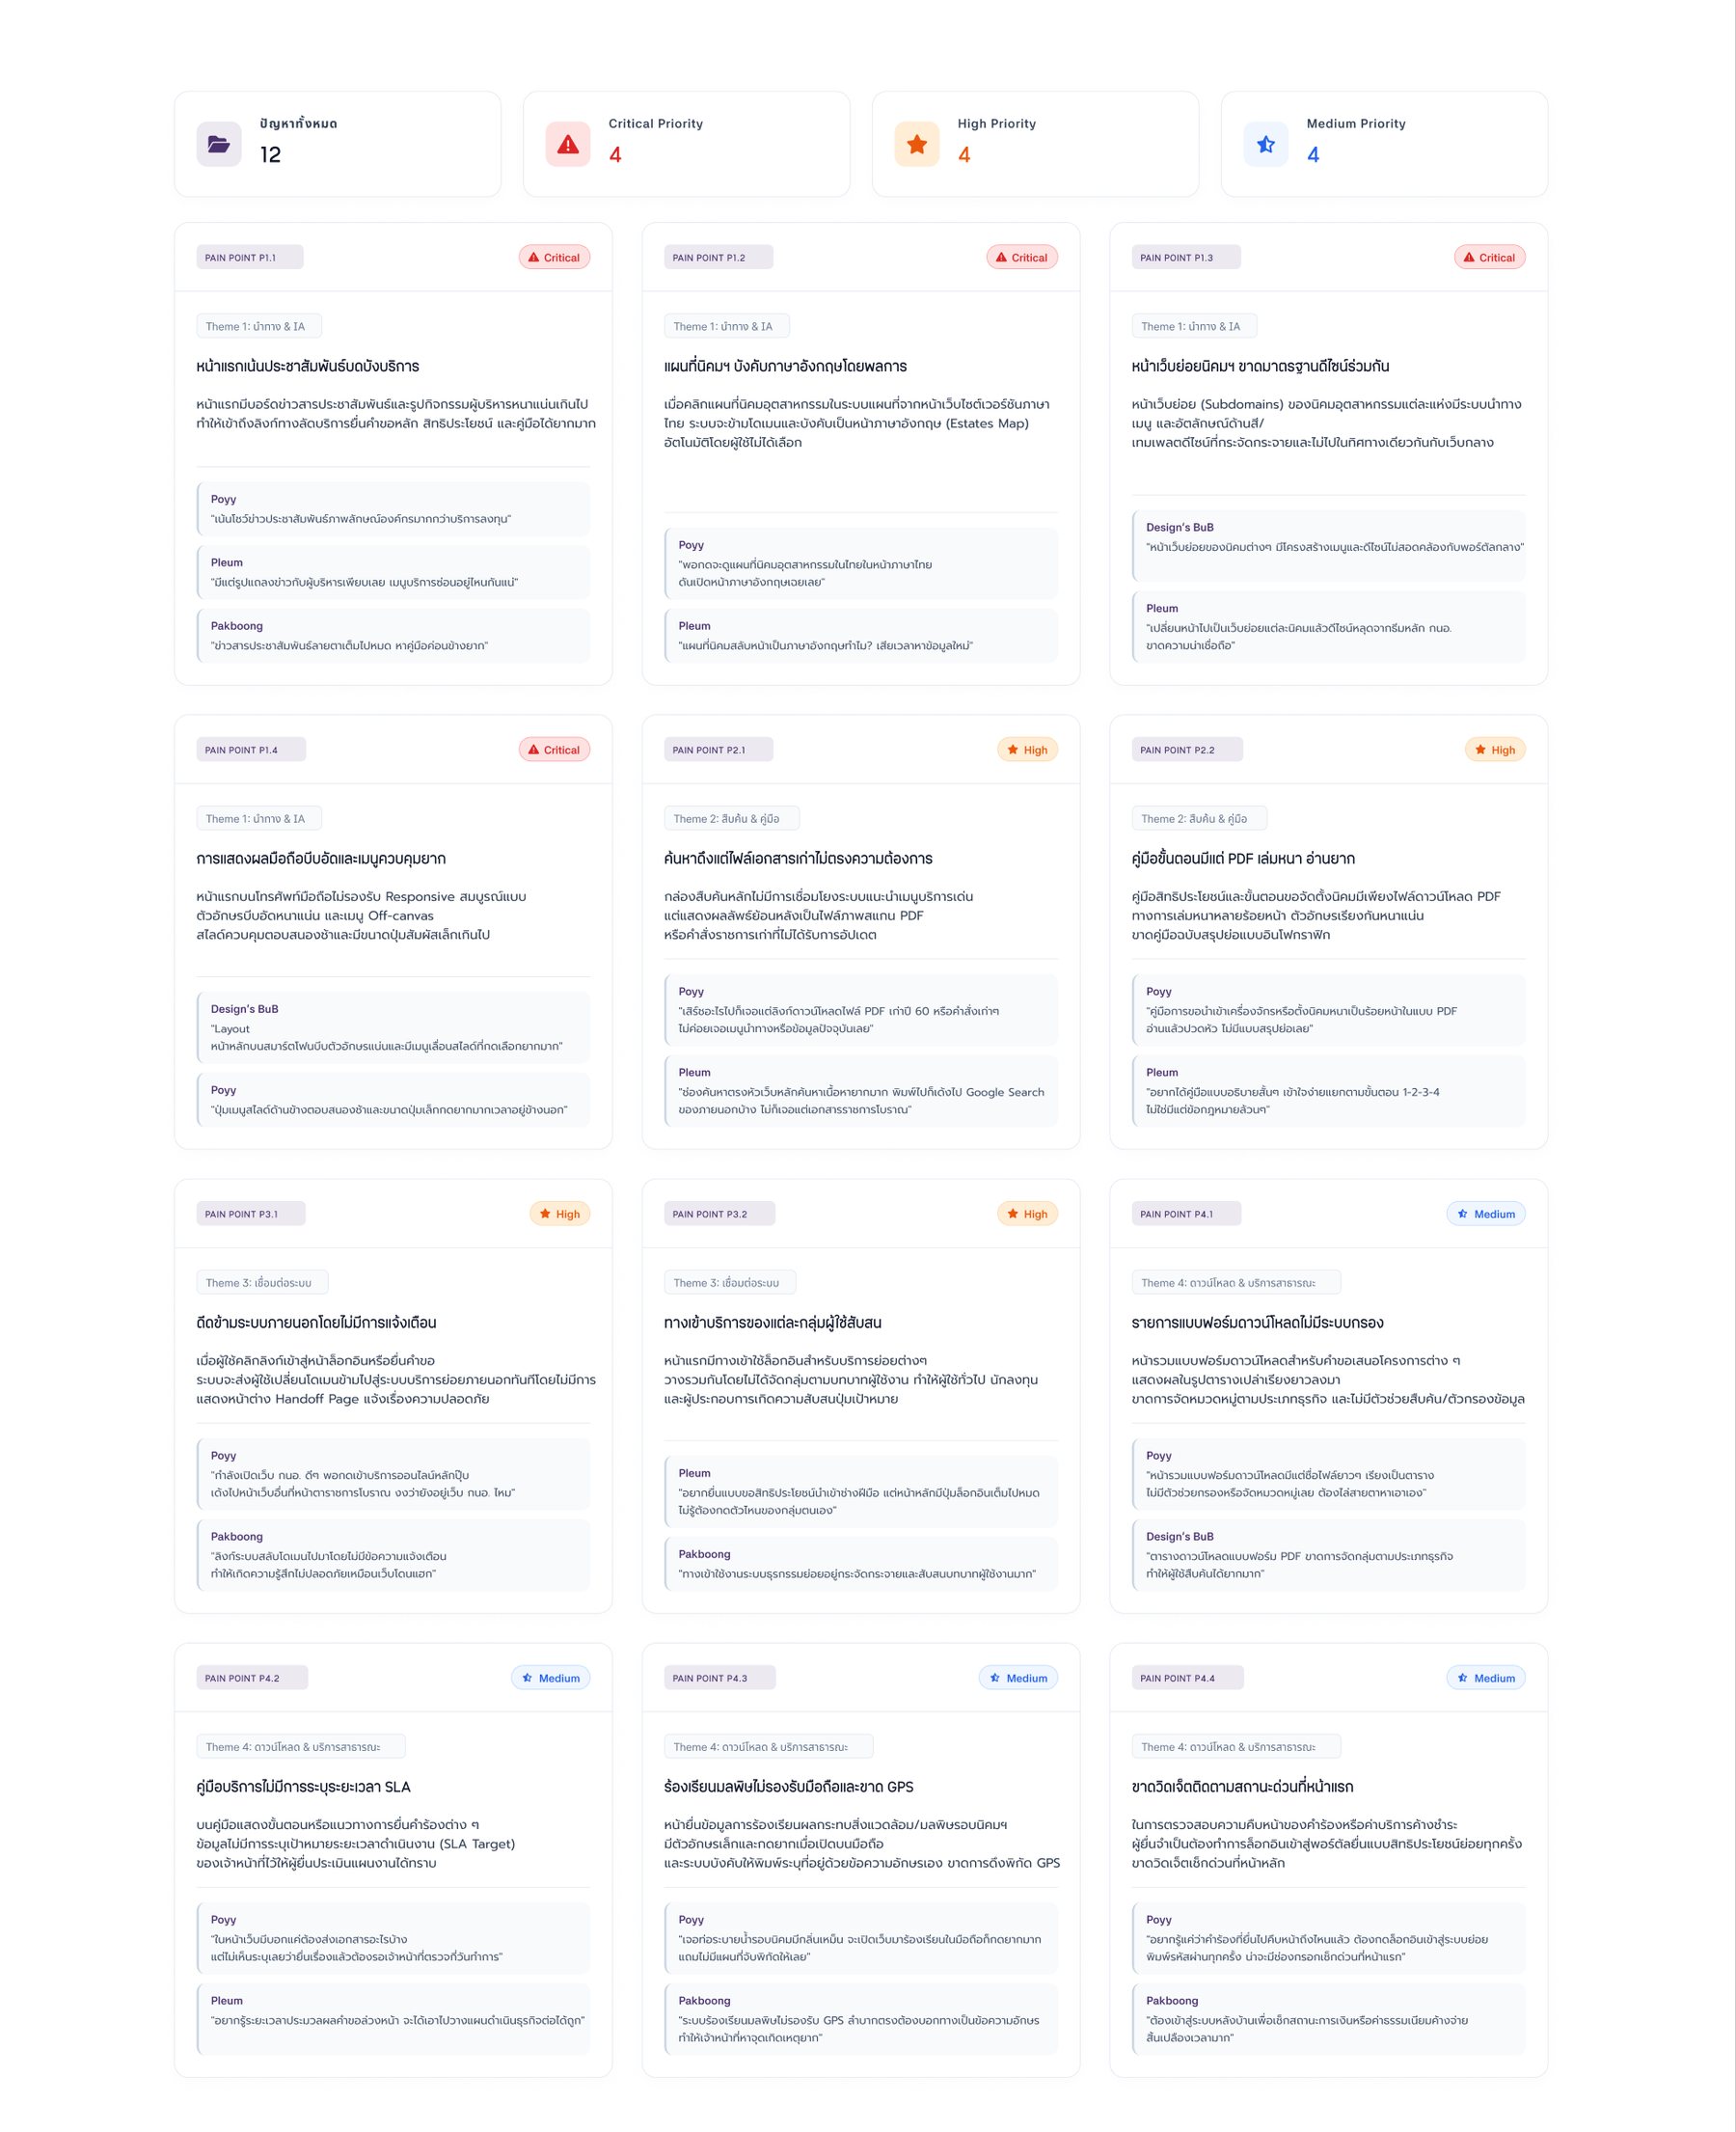 ปัญหาทั้งหมด
12
Critical Priority
4
High Priority
4
Medium Priority
4
PAIN POINT P1.1
Critical
Theme 1: นำทาง & IA
หน้าแรกเน้นประชาสัมพันธ์บดบังบริการ
หน้าแรกมีบอร์ดข่าวสารประชาสัมพันธ์และรูปกิจกรรมผู้บริหารหนาแน่นเกินไป
ทำให้เข้าถึงลิงก์ทางลัดบริการยื่นคำขอหลัก สิทธิประโยชน์ และคู่มือได้ยากมาก
Poyy
"เน้นโชว์ข่าวประชาสัมพันธ์ภาพลักษณ์องค์กรมากกว่าบริการลงทุน"
Pleum
"มีแต่รูปแถลงข่าวกับผู้บริหารเพียบเลย เมนูบริการซ่อนอยู่ไหนกันแน่"
Pakboong
"ข่าวสารประชาสัมพันธ์ลายตาเต็มไปหมด หาคู่มือค่อนข้างยาก"
PAIN POINT P1.2
Critical
Theme 1: นำทาง & IA
แผนที่นิคมฯ บังคับภาษาอังกฤษโดยพลการ
เมื่อคลิกแผนที่นิคมอุตสาหกรรมในระบบแผนที่จากหน้าเว็บไซต์เวอร์ชันภาษา
ไทย ระบบจะข้ามโดเมนและบังคับเป็นหน้าภาษาอังกฤษ (Estates Map)
อัตโนมัติโดยผู้ใช้ไม่ได้เลือก
Poyy
"พอกดจะดูแผนที่นิคมอุตสาหกรรมในไทยในหน้าภาษาไทย
ดันเปิดหน้าภาษาอังกฤษเฉยเลย"
Pleum
"แผนที่นิคมสลับหน้าเป็นภาษาอังกฤษทำไม? เสียเวลาหาข้อมูลใหม่"
PAIN POINT P1.3
Critical
Theme 1: นำทาง & IA
หน้าเว็บย่อยนิคมฯ ขาดมาตรฐานดีไซน์ร่วมกัน
หน้าเว็บย่อย (Subdomains) ของนิคมอุตสาหกรรมแต่ละแห่งมีระบบนำทาง
เมนู และอัตลักษณ์ด้านสี/
เทมเพลตดีไซน์ที่กระจัดกระจายและไม่ไปในทิศทางเดียวกันกับเว็บกลาง
Design's BuB
"หน้าเว็บย่อยของนิคมต่างๆ มีโครงสร้างเมนูและดีไซน์ไม่สอดคล้องกับพอร์ตัลกลาง"
Pleum
"เปลี่ยนหน้าไปเป็นเว็บย่อยแต่ละนิคมแล้วดีไซน์หลุดจากธีมหลัก กนอ.
ขาดความน่าเชื่อถือ"
PAIN POINT P1.4
Critical
Theme 1: นำทาง & IA
การแสดงผลมือถือบีบอัดและเมนูควบคุมยาก
หน้าแรกบนโทรศัพท์มือถือไม่รองรับ Responsive สมบูรณ์แบบ
ตัวอักษรบีบอัดหนาแน่น และเมนู Off-canvas
สไลด์ควบคุมตอบสนองช้าและมีขนาดปุ่มสัมผัสเล็กเกินไป
Design's BuB
"Layout
หน้าหลักบนสมาร์ตโฟนบีบตัวอักษรแน่นและมีเมนูเลื่อนสไลด์ที่กดเลือกยากมาก"
Poyy
"ปุ่มเมนูสไลด์ด้านข้างตอบสนองช้าและขนาดปุ่มเล็กกดยากมากเวลาอยู่ข้างนอก"
PAIN POINT P2.1
High
Theme 2: สืบค้น & คู่มือ
ค้นหาดึงแต่ไฟล์เอกสารเก่าไม่ตรงความต้องการ
กล่องสืบค้นหลักไม่มีการเชื่อมโยงระบบแนะนำเมนูบริการเด่น
แต่แสดงผลลัพธ์ย้อนหลังเป็นไฟล์ภาพสแกน PDF
หรือคำสั่งราชการเก่าที่ไม่ได้รับการอัปเดต
Poyy
"เสิร์ชอะไรไปก็เจอแต่ลิงก์ดาวน์โหลดไฟล์ PDF เก่าปี 60 หรือคำสั่งเก่าๆ
ไม่ค่อยเจอเมนูนำทางหรือข้อมูลปัจจุบันเลย"
Pleum
"ช่องค้นหาตรงหัวเว็บหลักค้นหาเนื้อหายากมาก พิมพ์ไปก็เด้งไป Google Search
ของภายนอกบ้าง ไม่ก็เจอแต่เอกสารราชการโบราณ"
PAIN POINT P2.2
High
Theme 2: สืบค้น & คู่มือ
คู่มือขั้นตอนมีแต่ PDF เล่มหนา อ่านยาก
คู่มือสิทธิประโยชน์และขั้นตอนขอจัดตั้งนิคมมีเพียงไฟล์ดาวน์โหลด PDF
ทางการเล่มหนาหลายร้อยหน้า ตัวอักษรเรียงกันหนาแน่น
ขาดคู่มือฉบับสรุปย่อแบบอินโฟกราฟิก
Poyy
"คู่มือการขอนำเข้าเครื่องจักรหรือตั้งนิคมหนาเป็นร้อยหน้าในแบบ PDF
อ่านแล้วปวดหัว ไม่มีแบบสรุปย่อเลย"
Pleum
"อยากได้คู่มือแบบอธิบายสั้นๆ เข้าใจง่ายแยกตามขั้นตอน 1-2-3-4
ไม่ใช่มีแต่ข้อกฎหมายล้วนๆ"
PAIN POINT P3.1
High
Theme 3: เชื่อมต่อระบบ
ดีดข้ามระบบภายนอกโดยไม่มีการแจ้งเตือน
เมื่อผู้ใช้คลิกลิงก์เข้าสู่หน้าล็อกอินหรือยื่นคำขอ
ระบบจะส่งผู้ใช้เปลี่ยนโดเมนข้ามไปสู่ระบบบริการย่อยภายนอกทันทีโดยไม่มีการ
แสดงหน้าต่าง Handoff Page แจ้งเรื่องความปลอดภัย
Poyy
"กำลังเปิดเว็บ กนอ. ดีๆ พอกดเข้าบริการออนไลน์หลักปุ๊บ
เด้งไปหน้าเว็บอื่นที่หน้าตาราชการโบราณ งงว่ายังอยู่เว็บ กนอ. ไหม"
Pakboong
"ลิงก์ระบบสลับโดเมนไปมาโดยไม่มีข้อความแจ้งเตือน
ทำให้เกิดความรู้สึกไม่ปลอดภัยเหมือนเว็บโดนแฮก"
PAIN POINT P3.2
High
Theme 3: เชื่อมต่อระบบ
ทางเข้าบริการของแต่ละกลุ่มผู้ใช้สับสน
หน้าแรกมีทางเข้าใช้ล็อกอินสำหรับบริการย่อยต่างๆ
วางรวมกันโดยไม่ได้จัดกลุ่มตามบทบาทผู้ใช้งาน ทำให้ผู้ใช้ทั่วไป นักลงทุน
และผู้ประกอบการเกิดความสับสนปุ่มเป้าหมาย
Pleum
"อยากยื่นแบบขอสิทธิประโยชน์นำเข้าช่างฝีมือ แต่หน้าหลักมีปุ่มล็อกอินเต็มไปหมด
ไม่รู้ต้องกดตัวไหนของกลุ่มตนเอง"
Pakboong
"ทางเข้าใช้งานระบบธุรกรรมย่อยอยู่กระจัดกระจายและสับสนบทบาทผู้ใช้งานมาก"
PAIN POINT P4.1
Medium
Theme 4: ดาวน์โหลด & บริการสาธารณะ
รายการแบบฟอร์มดาวน์โหลดไม่มีระบบกรอง
หน้ารวมแบบฟอร์มดาวน์โหลดสำหรับคำขอเสนอโครงการต่าง ๆ
แสดงผลในรูปตารางเปล่าเรียงยาวลงมา
ขาดการจัดหมวดหมู่ตามประเภทธุรกิจ และไม่มีตัวช่วยสืบค้น/ตัวกรองข้อมูล
Poyy
"หน้ารวมแบบฟอร์มดาวน์โหลดมีแต่ชื่อไฟล์ยาวๆ เรียงเป็นตาราง
ไม่มีตัวช่วยกรองหรือจัดหมวดหมู่เลย ต้องไล่สายตาหาเอาเอง"
Design's BuB
"ตารางดาวน์โหลดแบบฟอร์ม PDF ขาดการจัดกลุ่มตามประเภทธุรกิจ
ทำให้ผู้ใช้สืบค้นได้ยากมาก"
PAIN POINT P4.2
Medium
Theme 4: ดาวน์โหลด & บริการสาธารณะ
คู่มือบริการไม่มีการระบุระยะเวลา SLA
บนคู่มือแสดงขั้นตอนหรือแนวทางการยื่นคำร้องต่าง ๆ
ข้อมูลไม่มีการระบุเป้าหมายระยะเวลาดำเนินงาน (SLA Target)
ของเจ้าหน้าที่ไว้ให้ผู้ยื่นประเมินแผนงานได้ทราบ
Poyy
"ในหน้าเว็บมีบอกแค่ต้องส่งเอกสารอะไรบ้าง
แต่ไม่เห็นระบุเลยว่ายื่นเรื่องแล้วต้องรอเจ้าหน้าที่ตรวจกี่วันทำการ"
Pleum
"อยากรู้ระยะเวลาประมวลผลคำขอล่วงหน้า จะได้เอาไปวางแผนดำเนินธุรกิจต่อได้ถูก"
PAIN POINT P4.3
Medium
Theme 4: ดาวน์โหลด & บริการสาธารณะ
ร้องเรียนมลพิษไม่รองรับมือถือและขาด GPS
หน้ายื่นข้อมูลการร้องเรียนผลกระทบสิ่งแวดล้อม/มลพิษรอบนิคมฯ
มีตัวอักษรเล็กและกดยากเมื่อเปิดบนมือถือ
และระบบบังคับให้พิมพ์ระบุที่อยู่ด้วยข้อความอักษรเอง ขาดการดึงพิกัด GPS
Poyy
"เจอท่อระบายน้ำรอบนิคมมีกลิ่นเหม็น จะเปิดเว็บมาร้องเรียนในมือถือก็กดยากมาก
แถมไม่มีแผนที่จับพิกัดให้เลย"
Pakboong
"ระบบร้องเรียนมลพิษไม่รองรับ GPS ลำบากตรงต้องบอกทางเป็นข้อความอักษร
ทำให้เจ้าหน้าที่หาจุดเกิดเหตุยาก"
PAIN POINT P4.4
Medium
Theme 4: ดาวน์โหลด & บริการสาธารณะ
ขาดวิดเจ็ตติดตามสถานะด่วนที่หน้าแรก
ในการตรวจสอบความคืบหน้าของคำร้องหรือค่าบริการค้างชำระ
ผู้ยื่นจำเป็นต้องทำการล็อกอินเข้าสู่พอร์ตัลยื่นแบบสิทธิประโยชน์ย่อยทุกครั้ง
ขาดวิดเจ็ตเช็กด่วนที่หน้าหลัก
Poyy
"อยากรู้แค่ว่าคำร้องที่ยื่นไปคืบหน้าถึงไหนแล้ว ต้องกดล็อกอินเข้าสู่ระบบย่อย
พิมพ์รหัสผ่านทุกครั้ง น่าจะมีช่องกรอกเช็กด่วนที่หน้าแรก"
Pakboong
"ต้องเข้าสู่ระบบหลังบ้านเพื่อเช็กสถานะการเงินหรือค่าธรรมเนียมค้างจ่าย
สิ้นเปลืองเวลามาก"